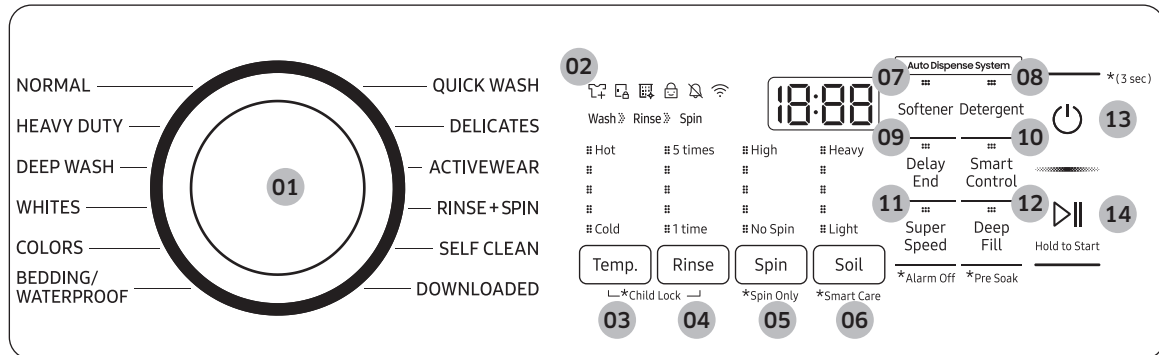 NORMAL
HEAVY DUTY
DEEP WASH
WHITES
COLORS
BEDDING/
WATERPROOF
01
QUICK WASH
DELICATES
ACTIVEWEAR
RINSE+SPIN
SELF CLEAN
DOWNLOADED
02
Wash》 Rinse》 Spin
18:88
Hot
Cold
Temp.
5 times
1 time
Rinse
*Child Lock
03
04
High
No Spin
Spin
*Spin Only
05
Heavy
Light
Soil
*Smart Care
06
Auto Dispense System
07
08
Softener Detergent
09
10
Delay
End
Smart
Control
11
12
Super
Speed
Deep
Fill
*Alarm Off
*Pre Soak
*(3 sec)
13
14
Hold to Start